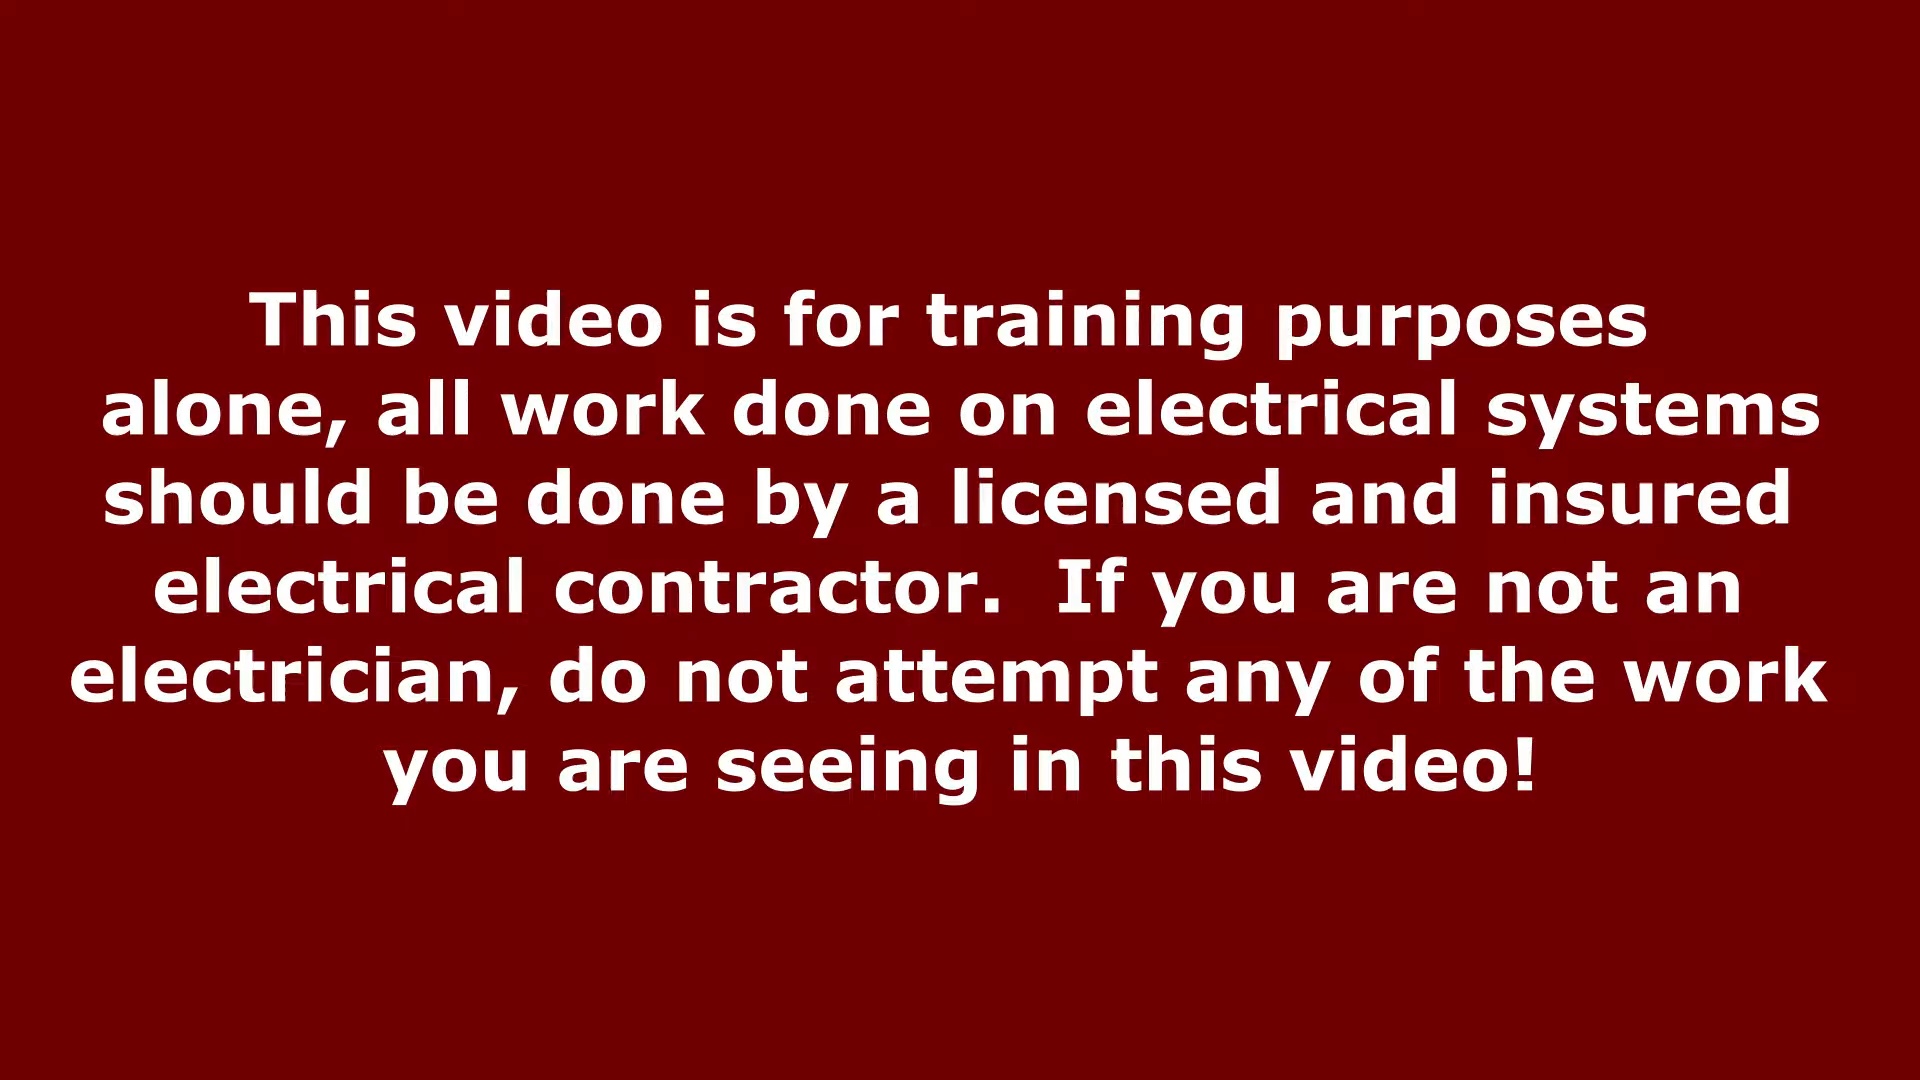 This video is for training purposes
alone, all work done on electrical systems
should be done by a licensed and insured
electrical contractor.  If you are not an
electrician, do not attempt any of the work
you are seeing in this video!